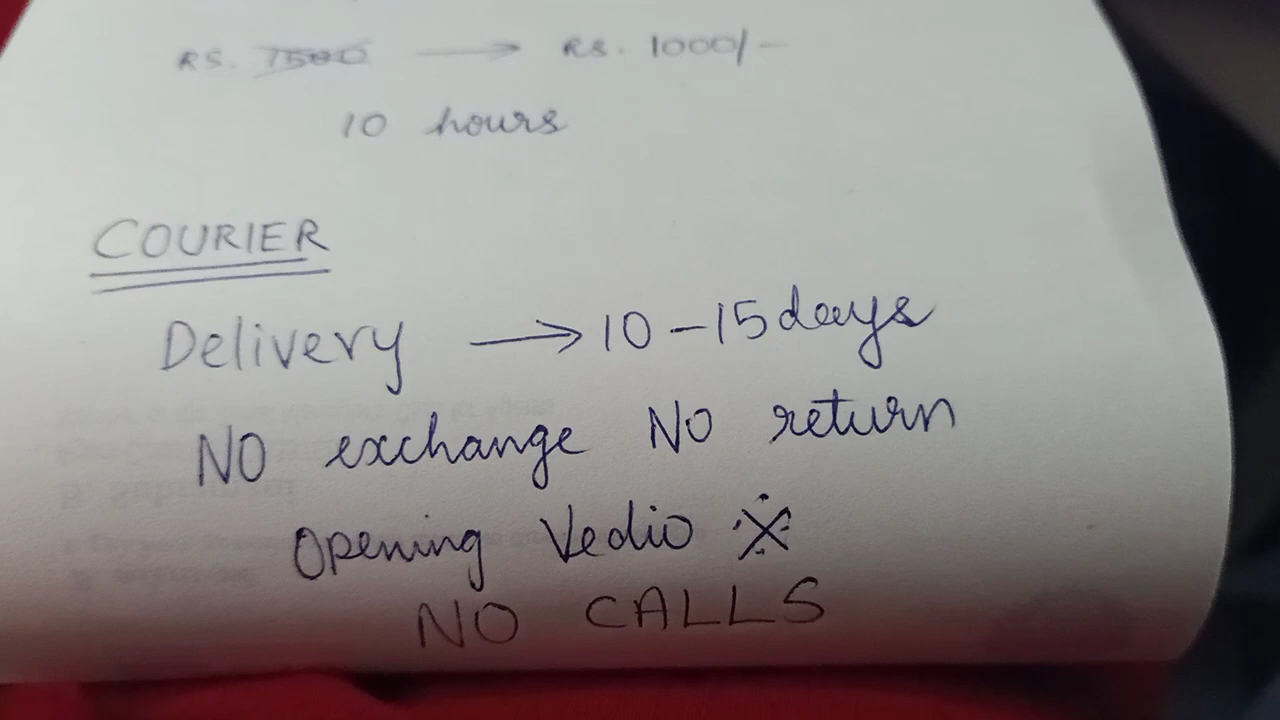 RS. 1500 → RS. 1000/-
10 hours
COURIER
Delivery → 10-15 days
NO exchange NO return
Opening Vedio ※
NO CALLS